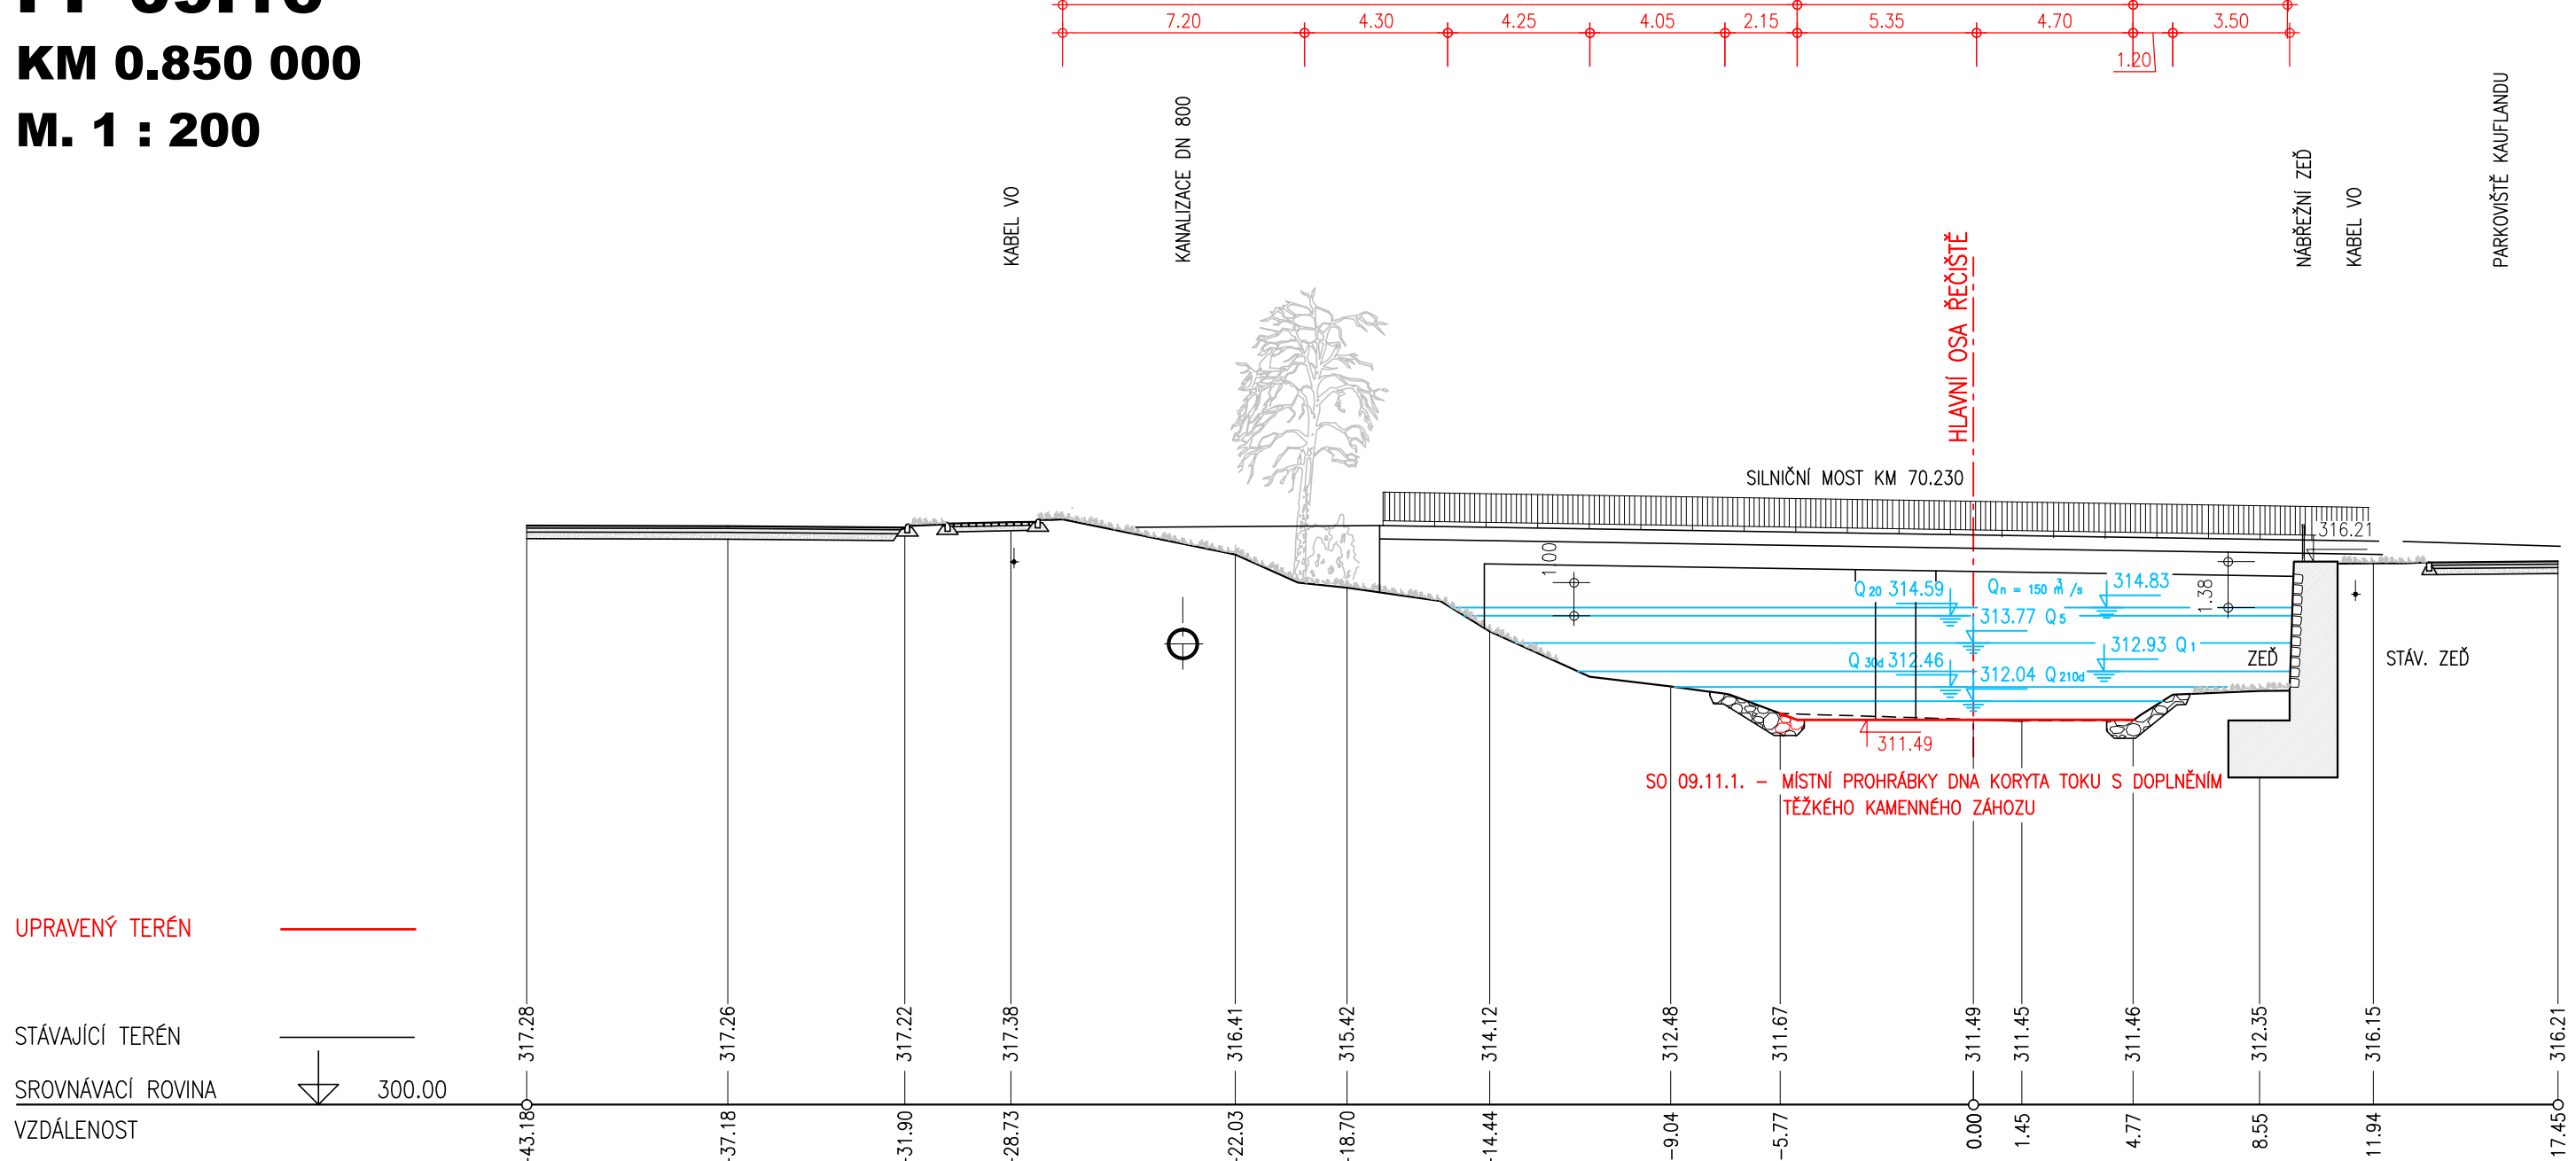 KM 0.850 000
M. 1 : 200
7.20 4.30 4.25 4.05 2.15 5.35 4.70 3.50
1.20
KABEL VO
KANALIZACE DN 800
HLAVNÍ OSA ŘEČIŠTĚ
NÁBŘEŽNÍ ZEĎ
KABEL VO
PARKOVIŠTĚ KAUFLANDU
SILNIČNÍ MOST KM 70.230
316.21
1.00
1.38
Q20 314.59
Qn = 150 m3/s
314.83
313.77 Q5
312.93 Q1
Q30d 312.46
312.04 Q210d
ZEĎ
STÁV. ZEĎ
311.49
SO 09.11.1. – MÍSTNÍ PROHRÁBKY DNA KORYTA TOKU S DOPLNĚNÍM
TĚŽKÉHO KAMENNÉHO ZÁHOZU
UPRAVENÝ TERÉN
STÁVAJÍCÍ TERÉN
317.28 317.26 317.22 317.38 316.41 315.42 314.12 312.48 311.67 311.49 311.45 311.46 312.35 316.15 316.21
SROVNÁVACÍ ROVINA 300.00
VZDÁLENOST
-43.18 -37.18 -31.90 -28.73 -22.03 -18.70 -14.44 -9.04 -5.77 0.00 1.45 4.77 8.55 11.94 17.45